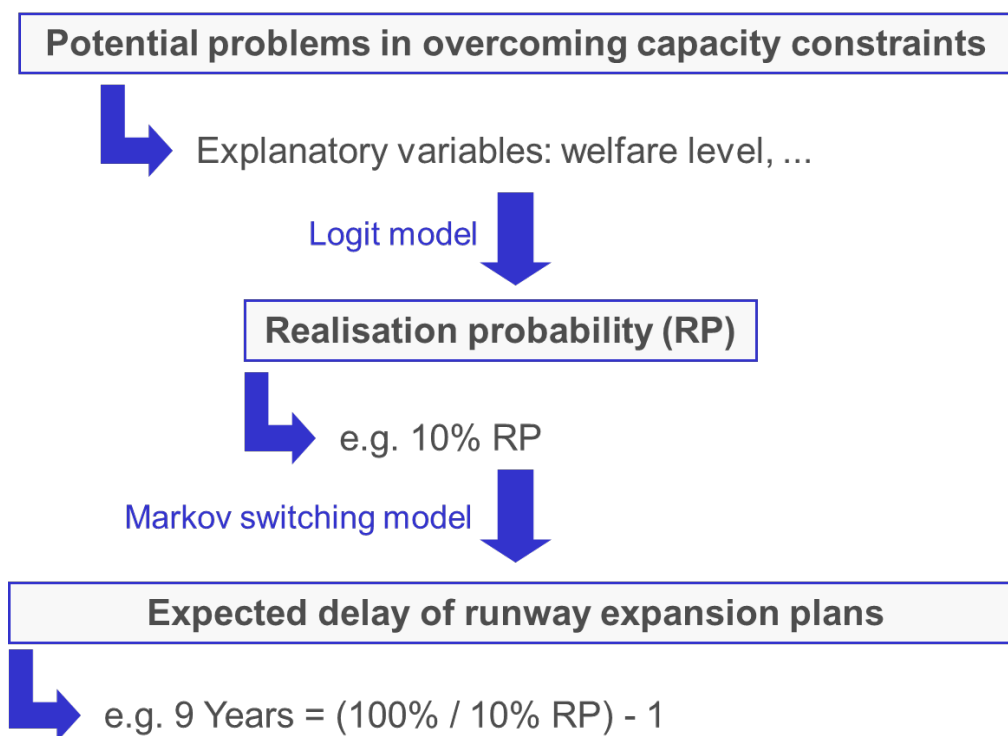 Potential problems in overcoming capacity constraints
Explanatory variables: welfare level, ...
Logit model
Realisation probability (RP)
e.g. 10% RP
Markov switching model
Expected delay of runway expansion plans
e.g. 9 Years = (100% / 10% RP) - 1